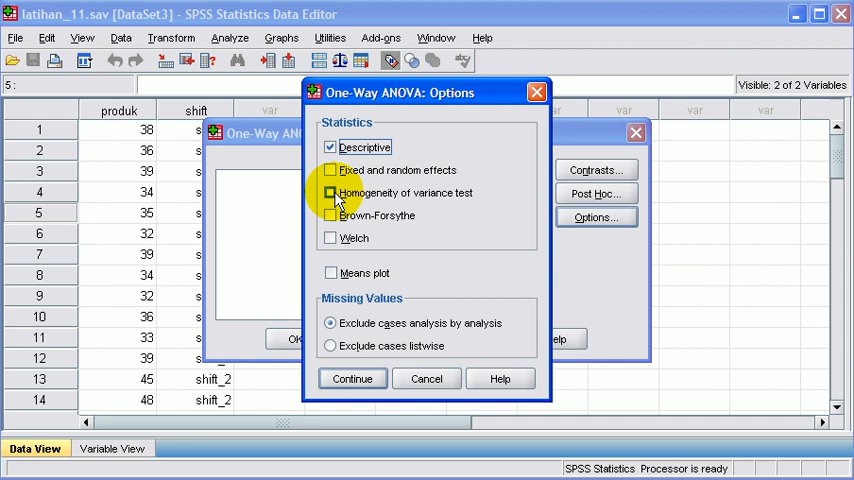 latihan_11.sav [DataSet3] - SPSS Statistics Data Editor
File Edit View Data Transform Analyze Graphs Utilities Add-ons Window Help
5 : Visible: 2 of 2 Variables
produk shift var var var var
1 38 s
2 36 s
3 39 s
4 34 s
5 35 s
6 32 s
7 39 s
8 34 s
9 32 s
10 36 s
11 33 s
12 39 s
13 45 shift_2
14 48 shift_2
One-Way AN
Contrasts...
Post Hoc...
Options...
OK
elp
One-Way ANOVA: Options
Statistics
Descriptive
Fixed and random effects
Homogeneity of variance test
Brown-Forsythe
Welch
Means plot
Missing Values
Exclude cases analysis by analysis
Exclude cases listwise
Continue Cancel Help
Data View Variable View
SPSS Statistics Processor is ready